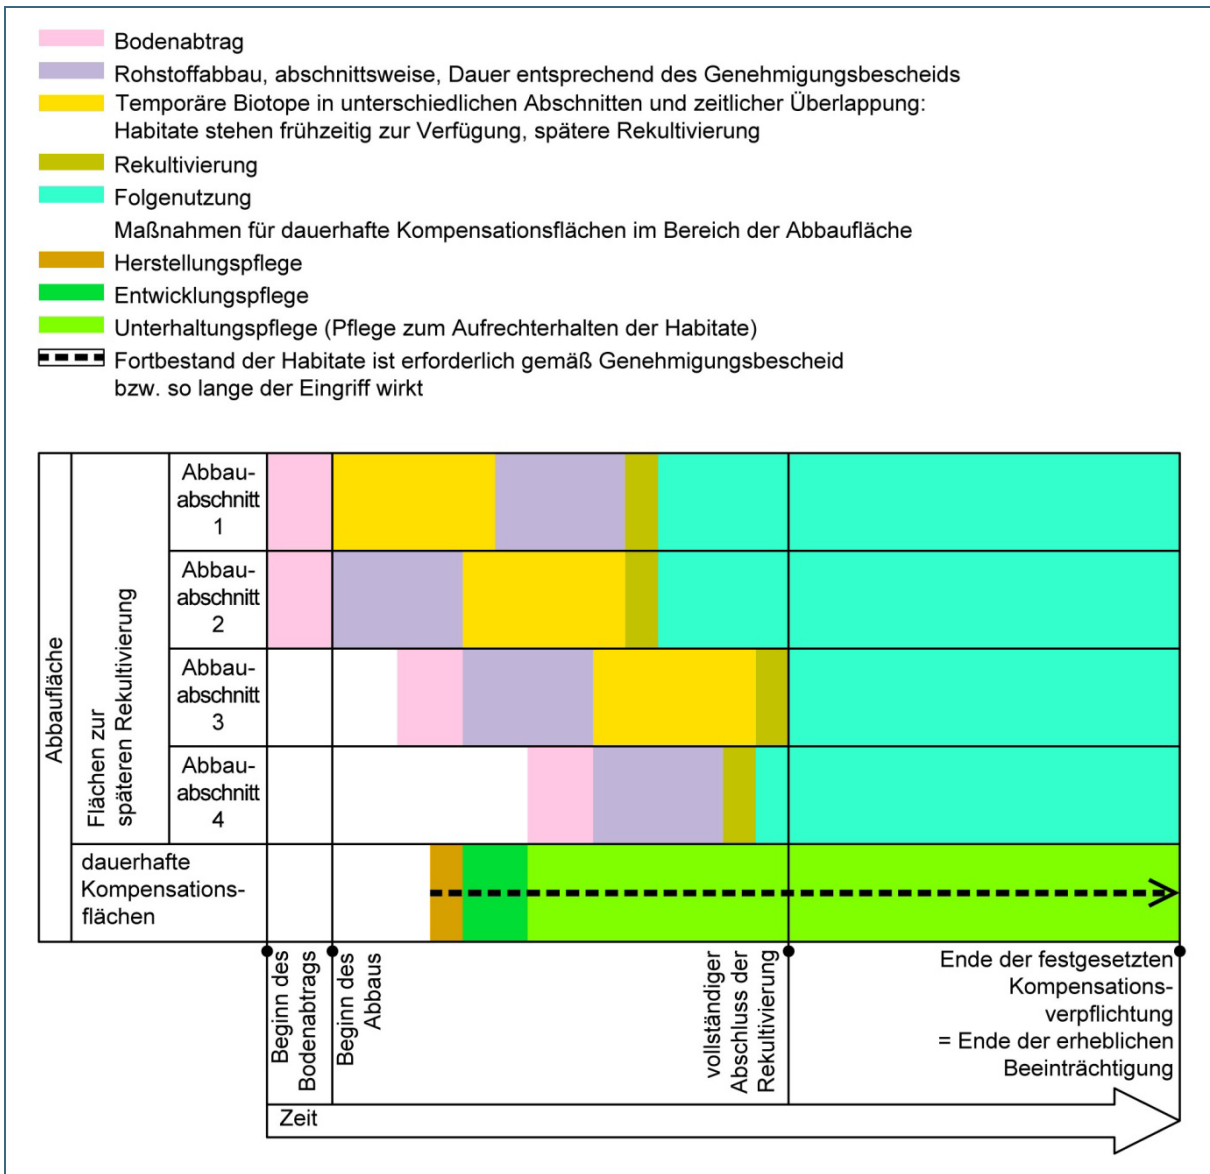 Bodenabtrag
Rohstoffabbau, abschnittsweise, Dauer entsprechend des Genehmigungsbescheids
Temporäre Biotope in unterschiedlichen Abschnitten und zeitlicher Überlappung:
Habitate stehen frühzeitig zur Verfügung, spätere Rekultivierung
Rekultivierung
Folgenutzung
Maßnahmen für dauerhafte Kompensationsflächen im Bereich der Abbaufläche
Herstellungspflege
Entwicklungspflege
Unterhaltungspflege (Pflege zum Aufrechterhalten der Habitate)
Fortbestand der Habitate ist erforderlich gemäß Genehmigungsbescheid
bzw. so lange der Eingriff wirkt
Abbaufläche
Flächen zur
späteren Rekultivierung
Abbau-
abschnitt
1
Abbau-
abschnitt
2
Abbau-
abschnitt
3
Abbau-
abschnitt
4
dauerhafte
Kompensations-
flächen
Beginn des
Bodenabtrags
Beginn des
Abbaus
vollständiger
Abschluss der
Rekultivierung
Ende der festgesetzten
Kompensations-
verpflichtung
= Ende der erheblichen
Beeinträchtigung
Zeit